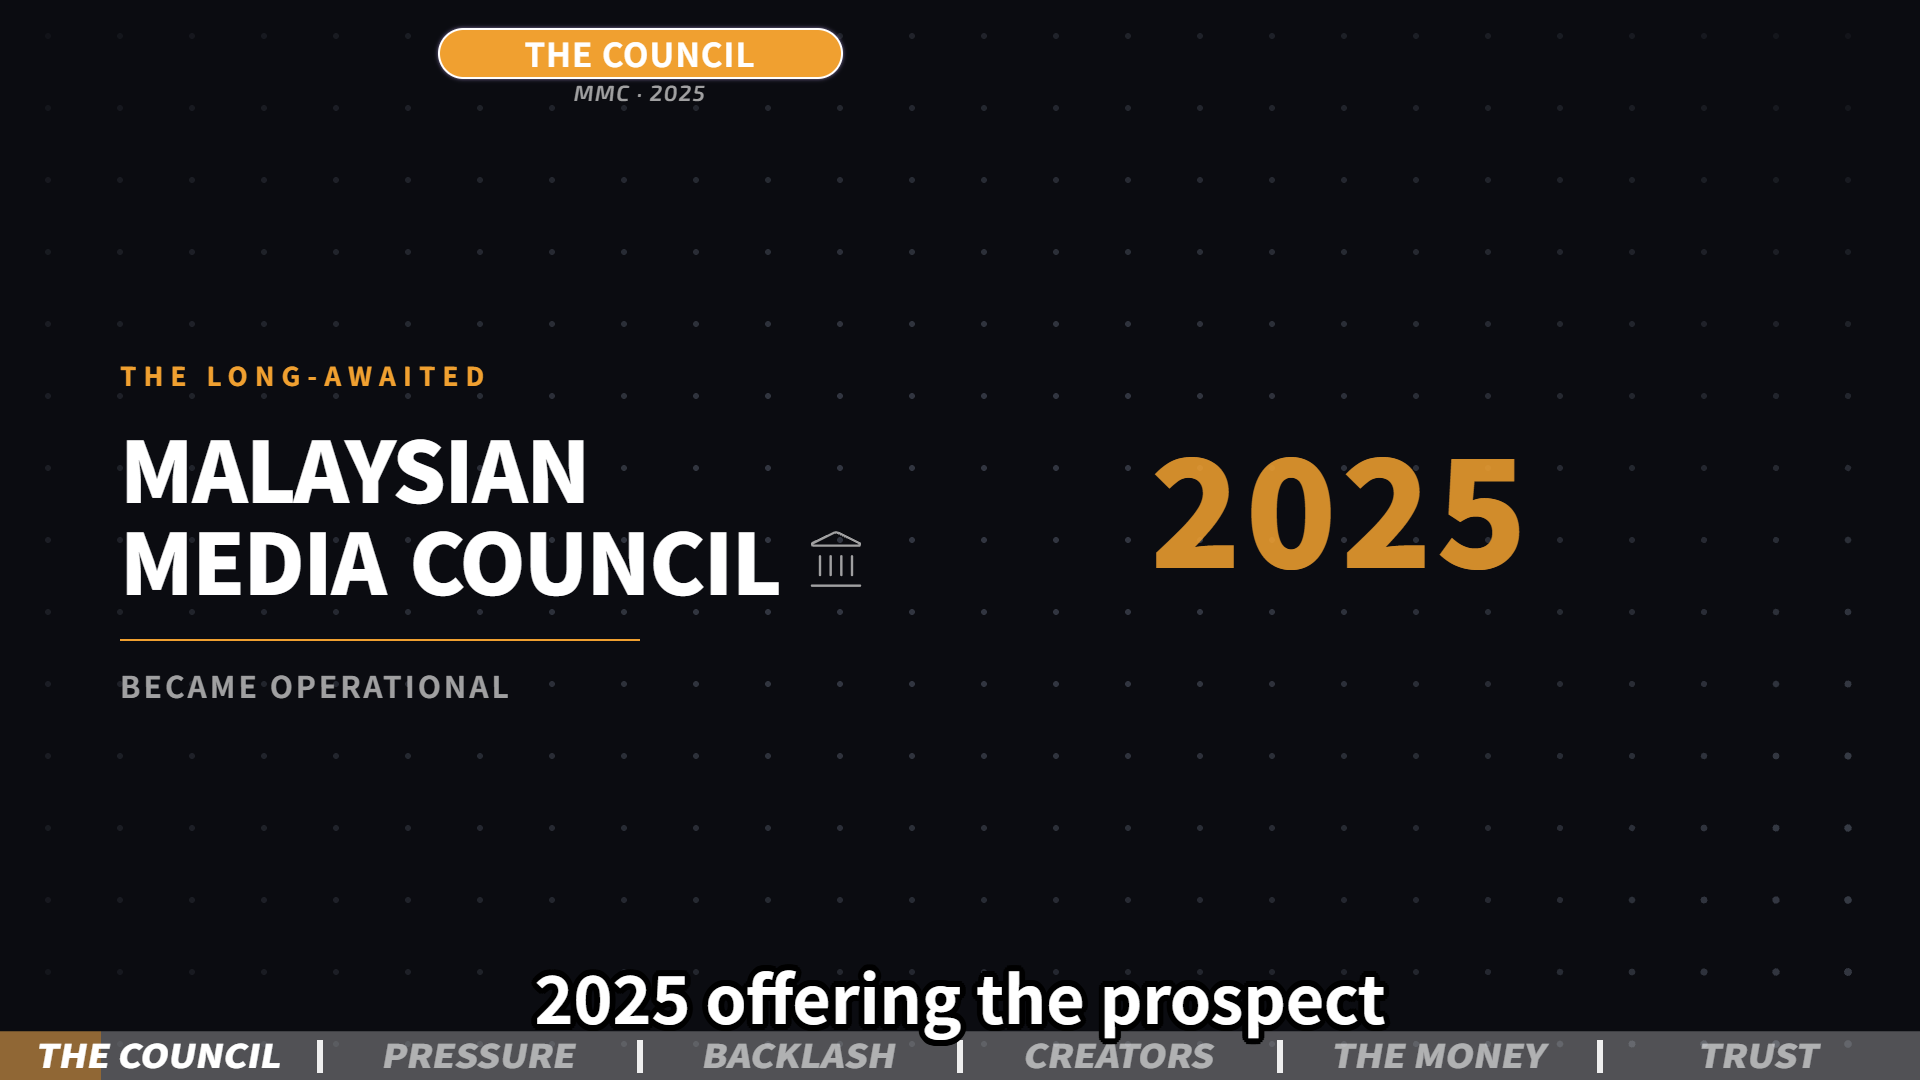 THE COUNCIL
MMC · 2025
THE LONG-AWAITED
MALAYSIAN
MEDIA COUNCIL
2025
BECAME OPERATIONAL
2025 offering the prospect
THE COUNCIL
PRESSURE
BACKLASH
CREATORS
THE MONEY
TRUST